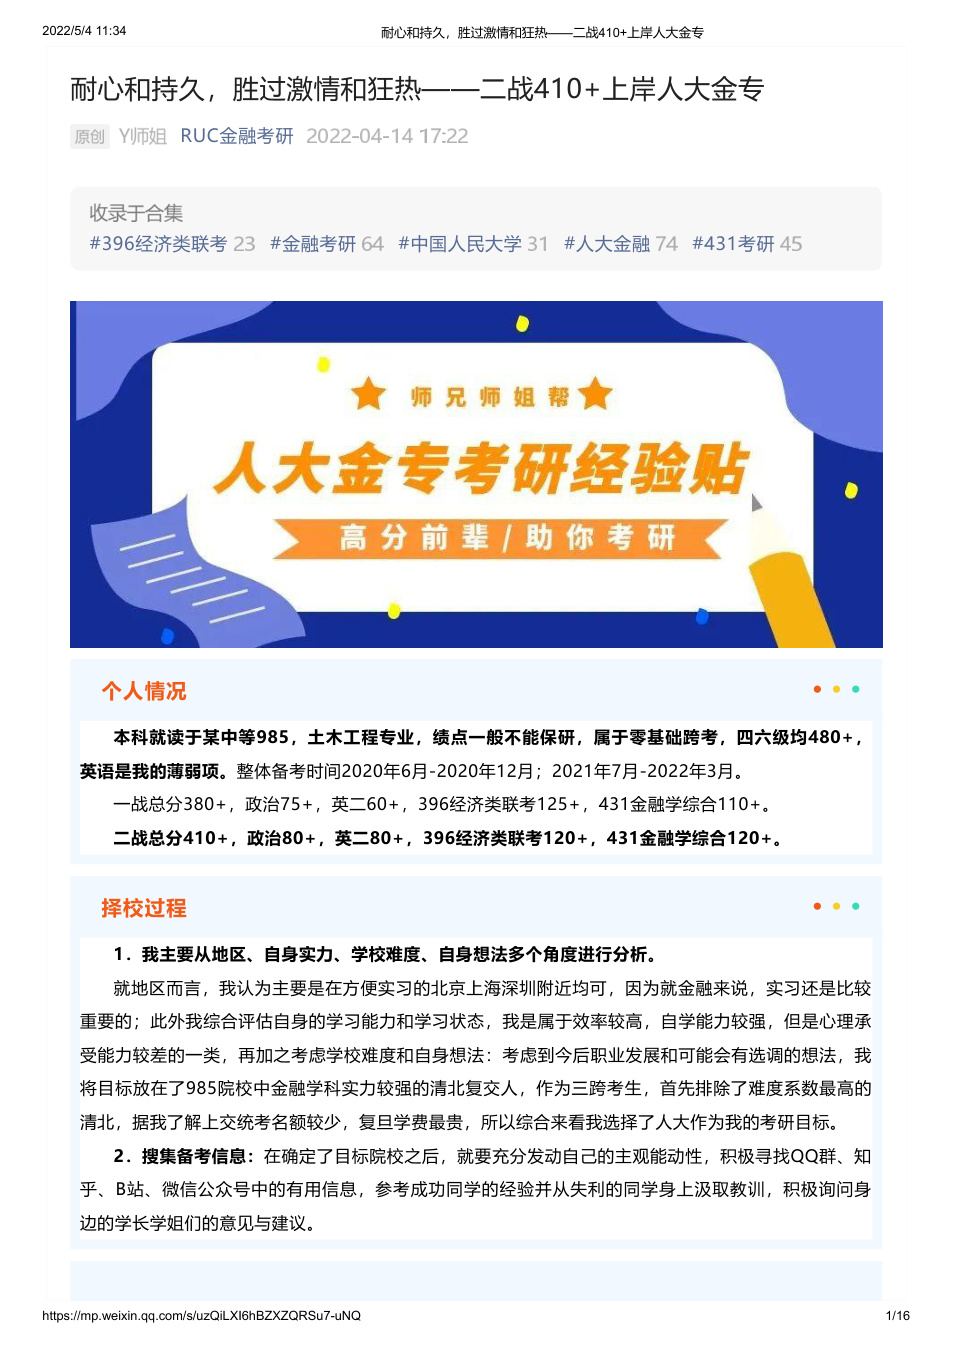 2022/5/4 11:34
耐心和持久，胜过激情和狂热——二战410+上岸人大金专
耐心和持久，胜过激情和狂热——二战410+上岸人大金专
原创 Y师姐 RUC金融考研 2022-04-14 17:22
收录于合集
#396经济类联考 23 #金融考研 64 #中国人民大学 31 #人大金融 74 #431考研 45
师兄师姐帮
人大金专考研经验贴
高分前辈/助你考研
个人情况
本科就读于某中等985，土木工程专业，绩点一般不能保研，属于零基础跨考，四六级均480+，
英语是我的薄弱项。整体备考时间2020年6月-2020年12月；2021年7月-2022年3月。
一战总分380+，政治75+，英二60+，396经济类联考125+，431金融学综合110+。
二战总分410+，政治80+，英二80+，396经济类联考120+，431金融学综合120+。
择校过程
1．我主要从地区、自身实力、学校难度、自身想法多个角度进行分析。
就地区而言，我认为主要是在方便实习的北京上海深圳附近均可，因为就金融来说，实习还是比较
重要的；此外我综合评估自身的学习能力和学习状态，我是属于效率较高，自学能力较强，但是心理承
受能力较差的一类，再加之考虑学校难度和自身想法：考虑到今后职业发展和可能会有选调的想法，我
将目标放在了985院校中金融学科实力较强的清北复交人，作为三跨考生，首先排除了难度系数最高的
清北，据我了解上交统考名额较少，复旦学费最贵，所以综合来看我选择了人大作为我的考研目标。
2．搜集备考信息：在确定了目标院校之后，就要充分发动自己的主观能动性，积极寻找QQ群、知
乎、B站、微信公众号中的有用信息，参考成功同学的经验并从失利的同学身上汲取教训，积极询问身
边的学长学姐们的意见与建议。
https://mp.weixin.qq.com/s/uzQiLXI6hBZXZQRSu7-uNQ
1/16